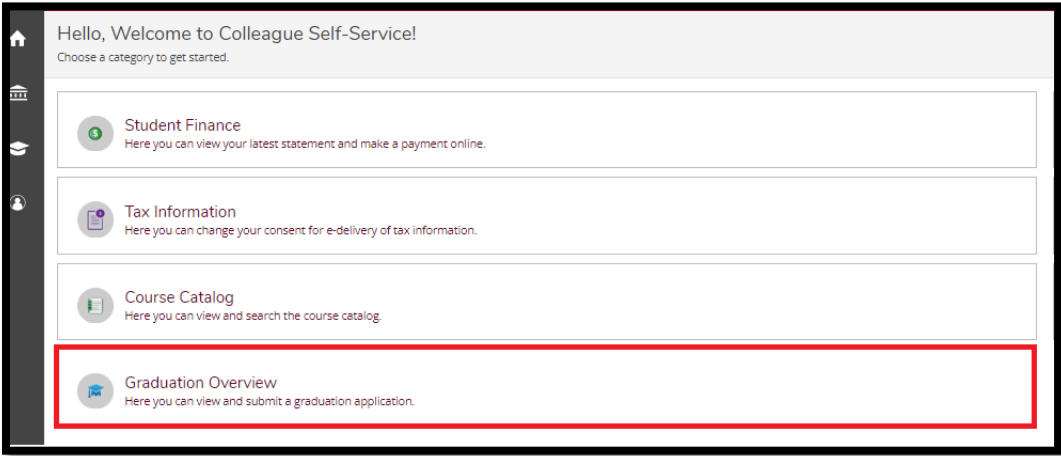 Hello, Welcome to Colleague Self-Service!
Choose a category to get started.
Student Finance
Here you can view your latest statement and make a payment online.
Tax Information
Here you can change your consent for e-delivery of tax information.
Course Catalog
Here you can view and search the course catalog.
Graduation Overview
Here you can view and submit a graduation application.